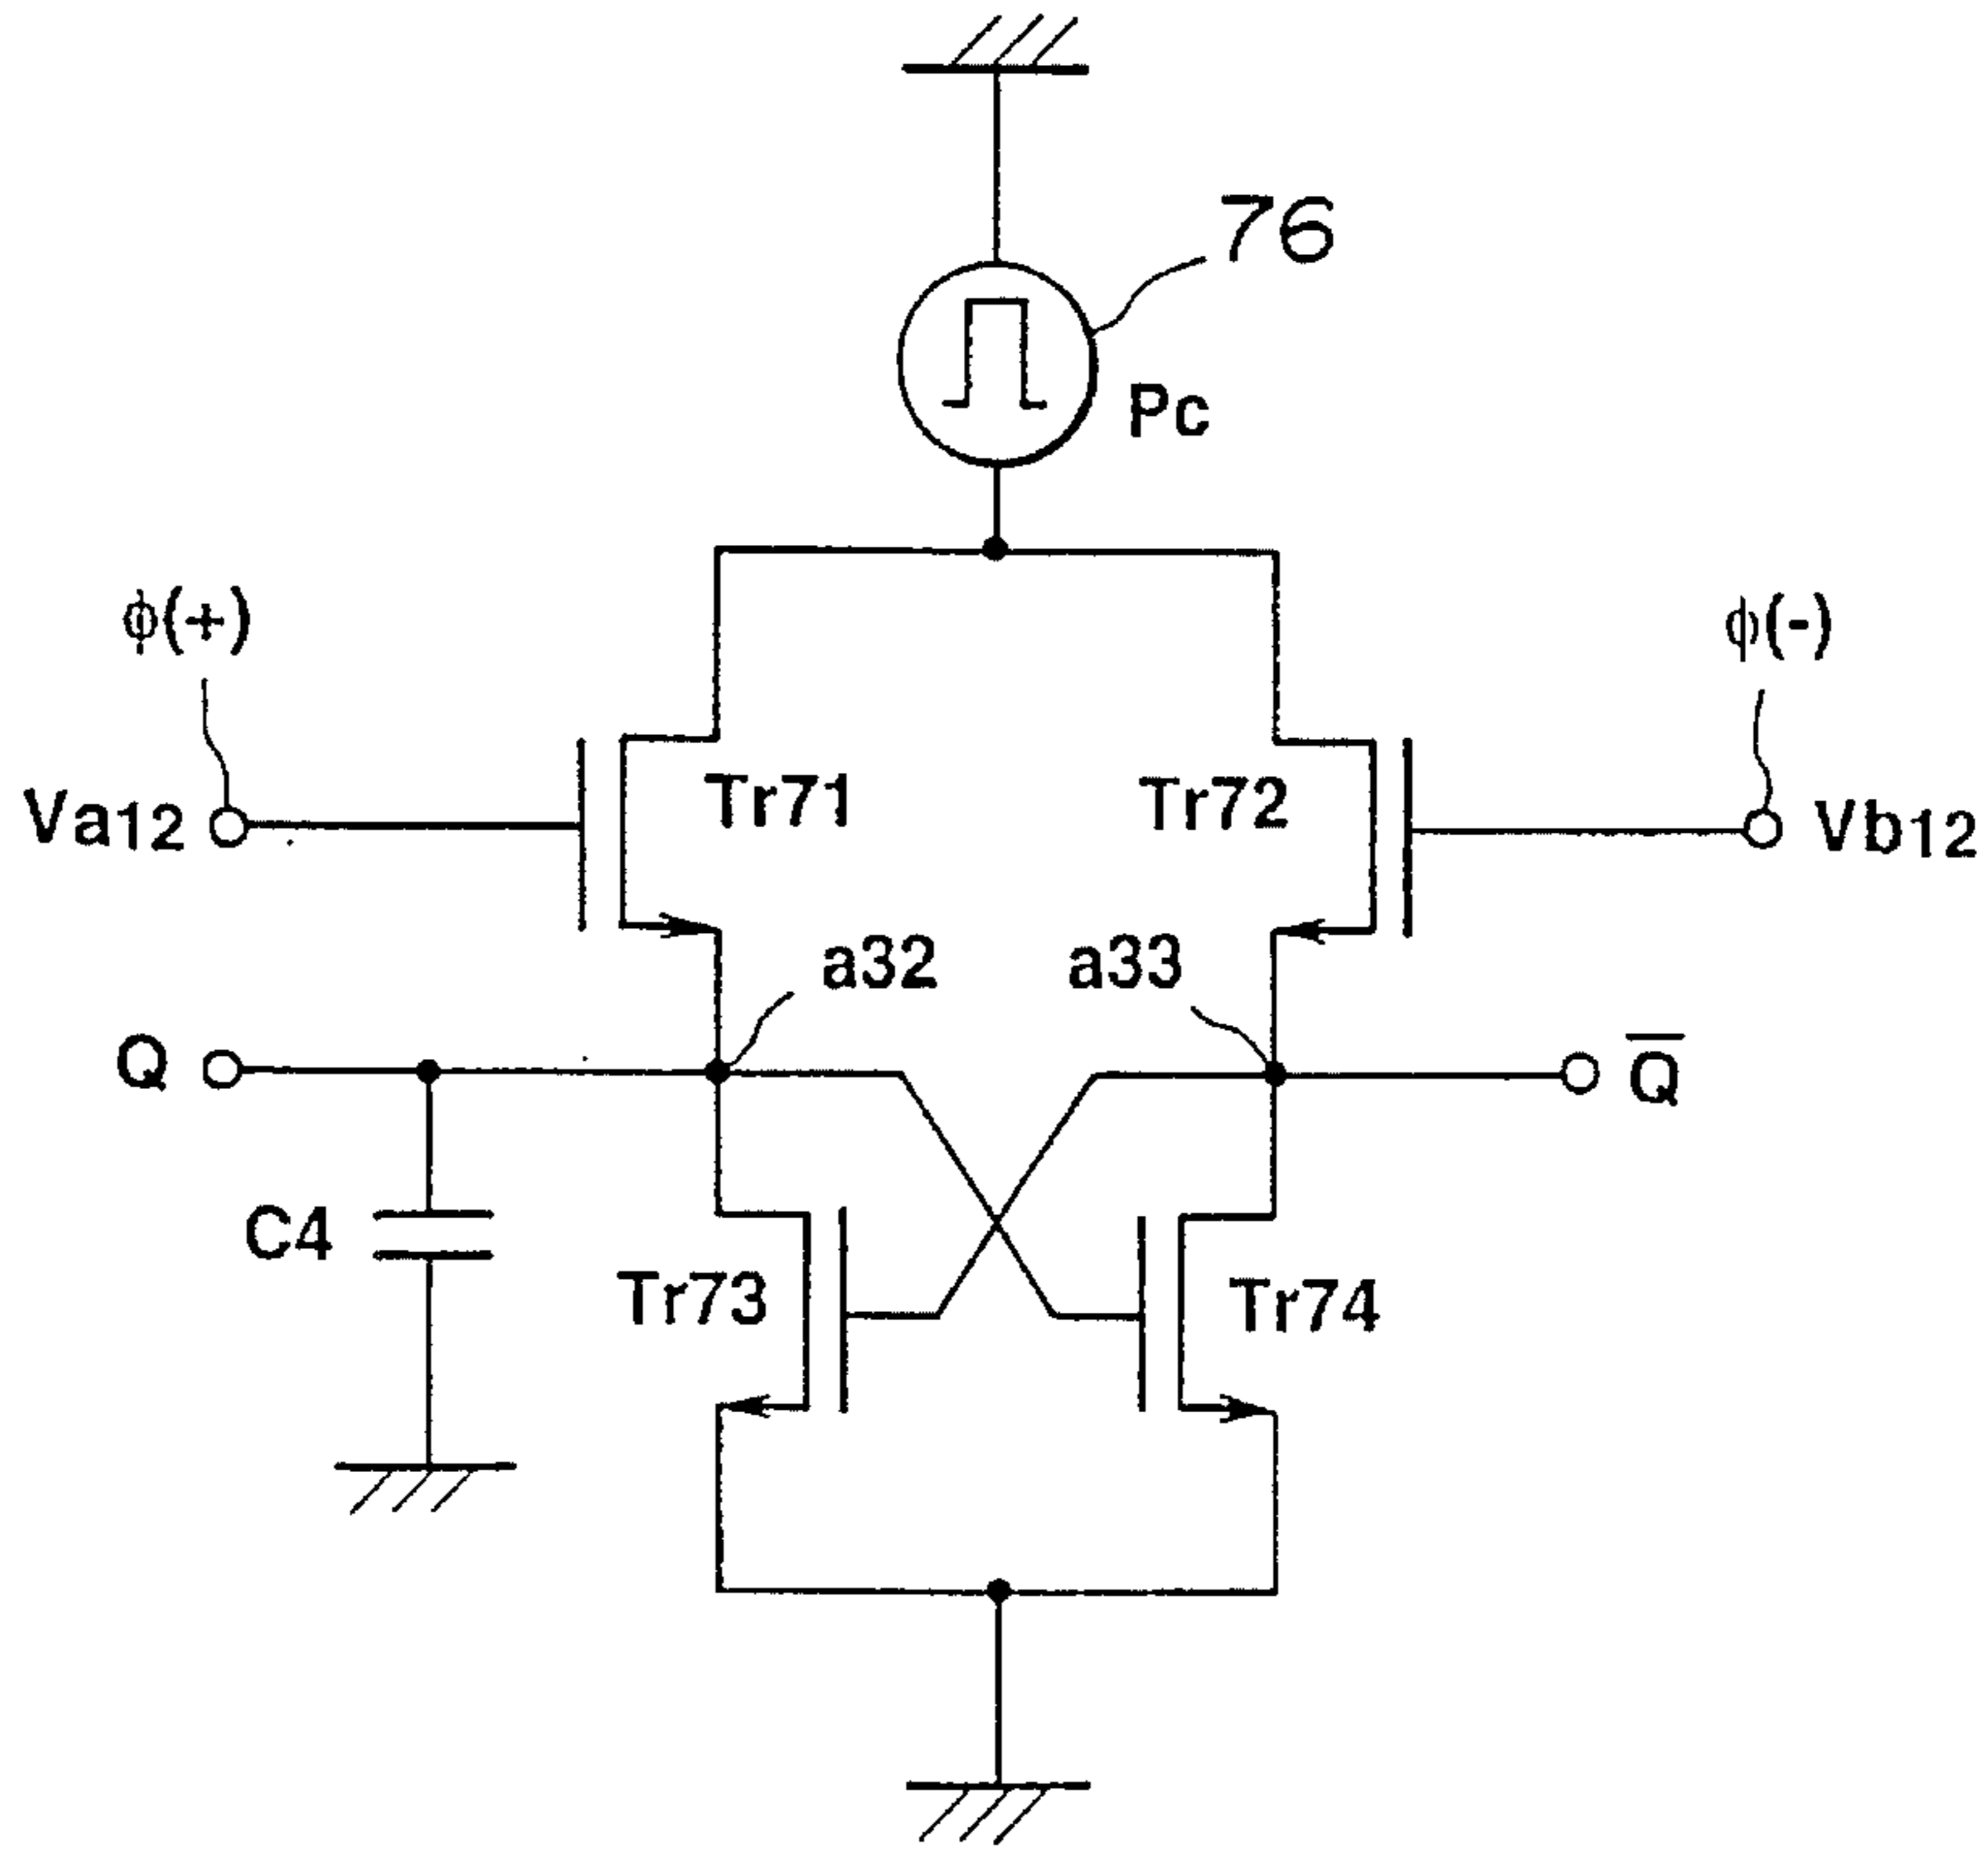 76
Pc
ϕ(+)
ϕ(-)
Va12
Tr71
Tr72
Vb12
a32
a33
Q
Q̅
C4
Tr73
Tr74